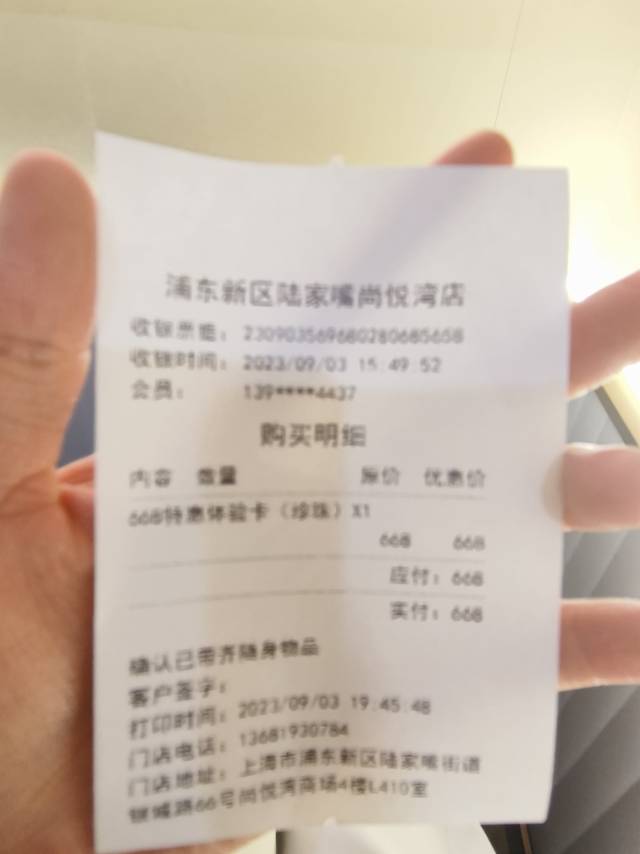 浦东新区陆家嘴尚悦湾店
收银票据：230903569680280685658
收银时间：2023/09/03 15:49:52
会员：139****4437
购买明细
内容 数量 原价 优惠价
668特惠体验卡（珍珠）X1
668 668
应付：668
实付：668
确认已带齐随身物品
客户签字：
打印时间：2023/09/03 19:45:48
门店电话：13681930784
门店地址：上海市浦东新区陆家嘴街道
银城路66号尚悦湾商场4楼L410室